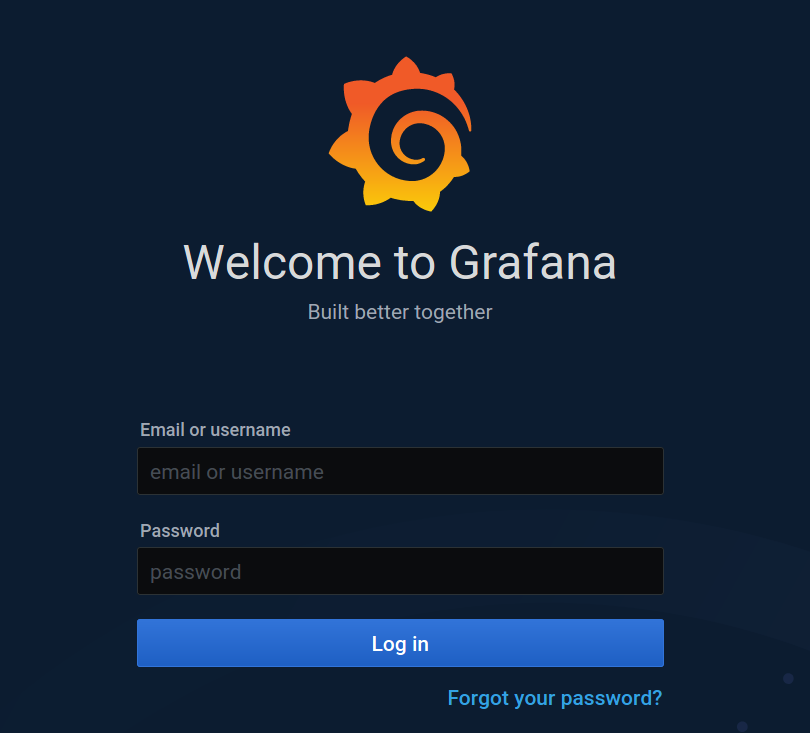 Welcome to Grafana
Built better together
Email or username
email or username
Password
password
Log in
Forgot your password?